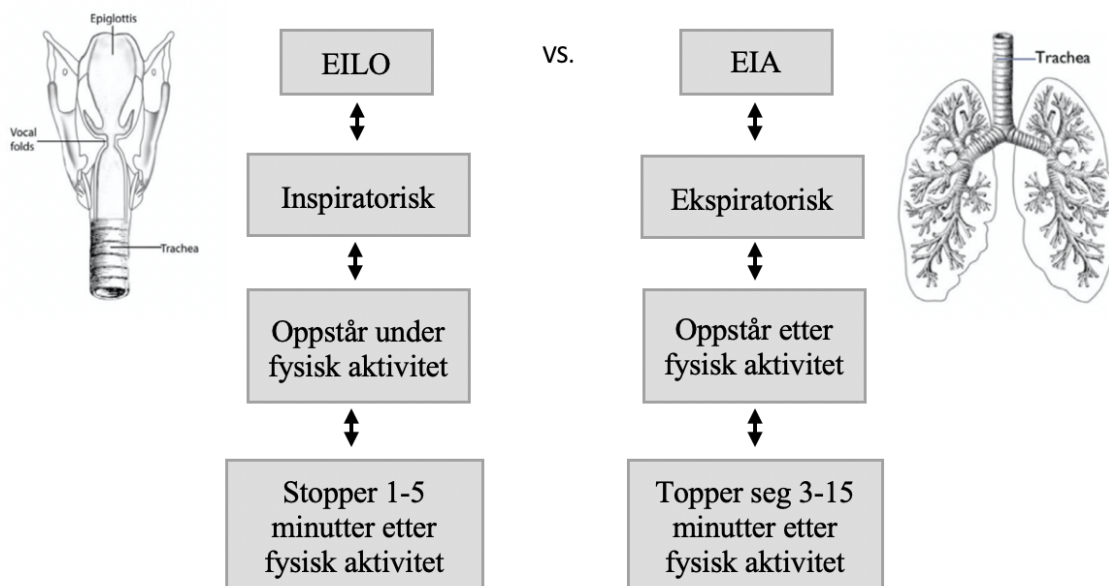 Epiglottis
Vocal
folds
Trachea
EILO
Inspiratorisk
Oppstår under
fysisk aktivitet
Stopper 1-5
minutter etter
fysisk aktivitet
vs.
EIA
Ekspiratorisk
Oppstår etter
fysisk aktivitet
Topper seg 3-15
minutter etter
fysisk aktivitet
Trachea